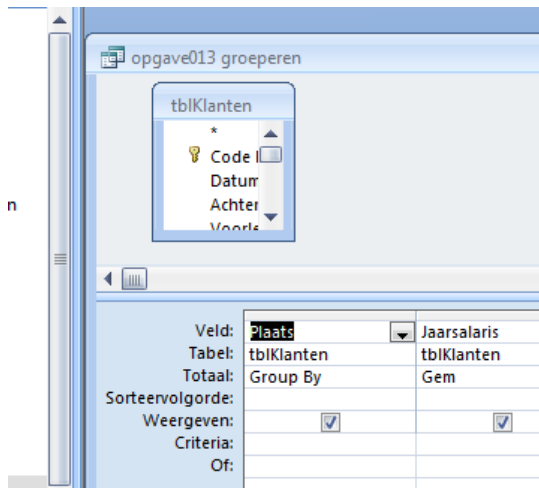 opgave013 groeperen
tblKlanten
*
Code
Datum
Achter
n
Veld: Plaats Jaarsalaris
Tabel: tblKlanten tblKlanten
Totaal: Group By Gem
Sorteervolgorde:
Weergeven:
Criteria:
Of: